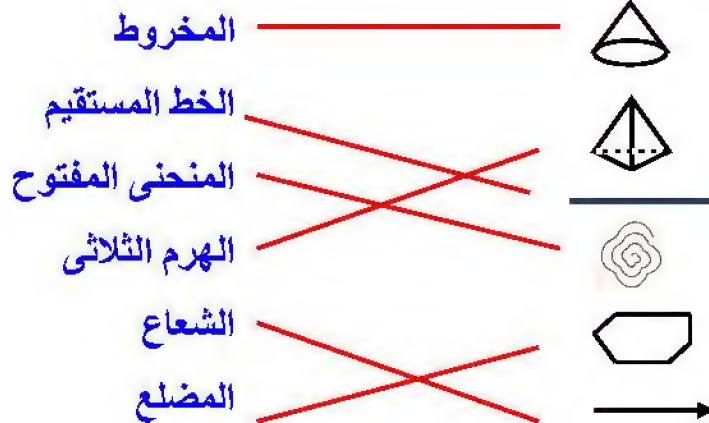 المخروط
الخط المستقيم
المنحنى المفتوح
الهرم الثلاثى
الشعاع
المضلع